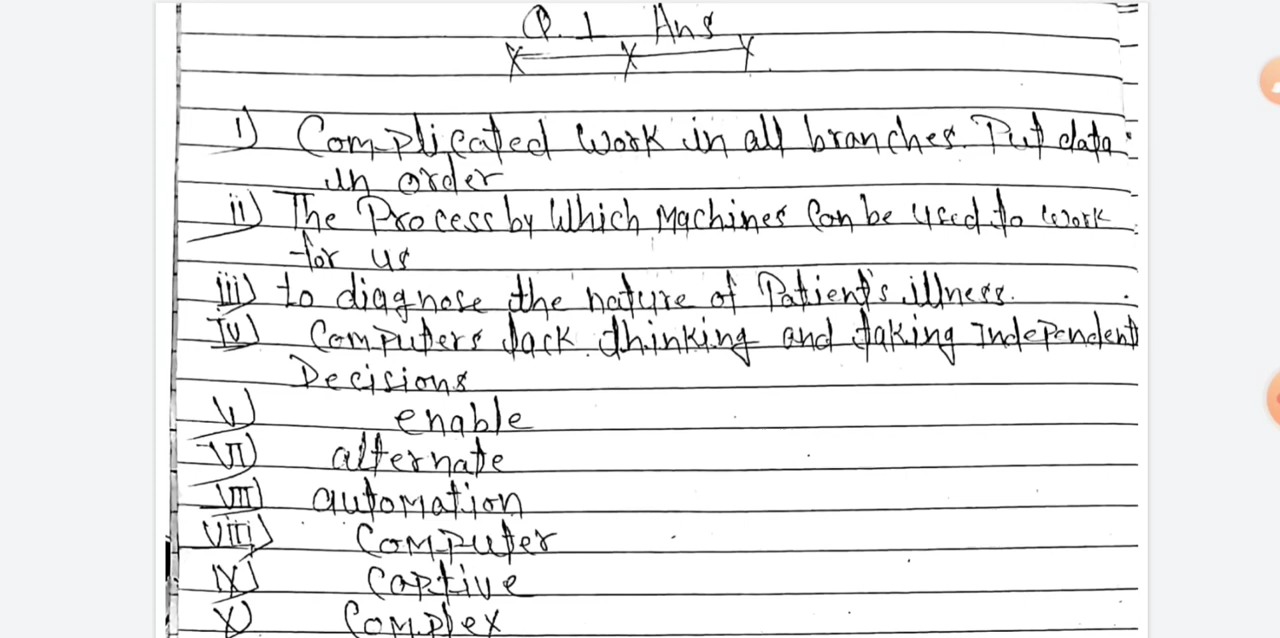 Q.1 Ans
i) Complicated work in all branches. Put data
in order
ii) The Process by Which Machines Can be used to work
for us
iii) to diagnose the nature of Patient's illness.
IV) Computers lack thinking and taking Independent
Decisions
V) enable
VI) alternate
VII) automation
Viii) Computer
IX) Captive
X) Complex